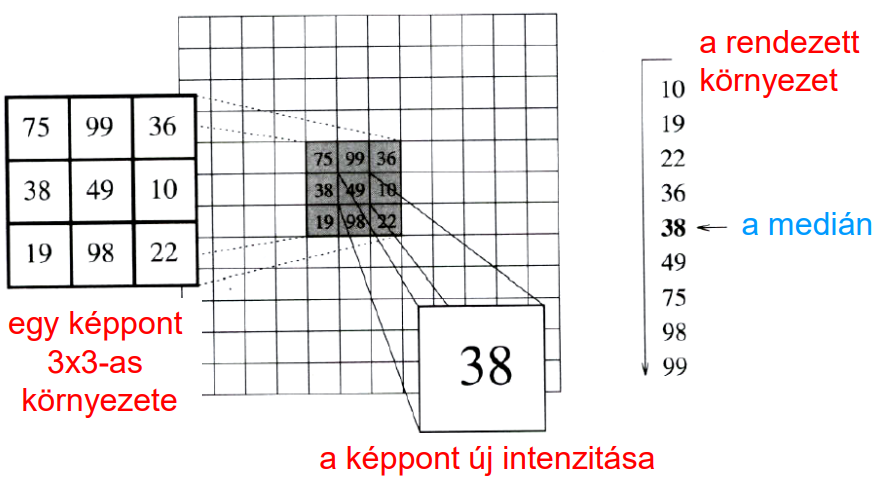 75 99 36
38 49 10
19 98 22
egy képpont
3x3-as
környezete
75 99 36
38 49 10
19 98 22
38
a képpont új intenzitása
a rendezett
környezet
10
19
22
36
38 ← a medián
49
75
98
99